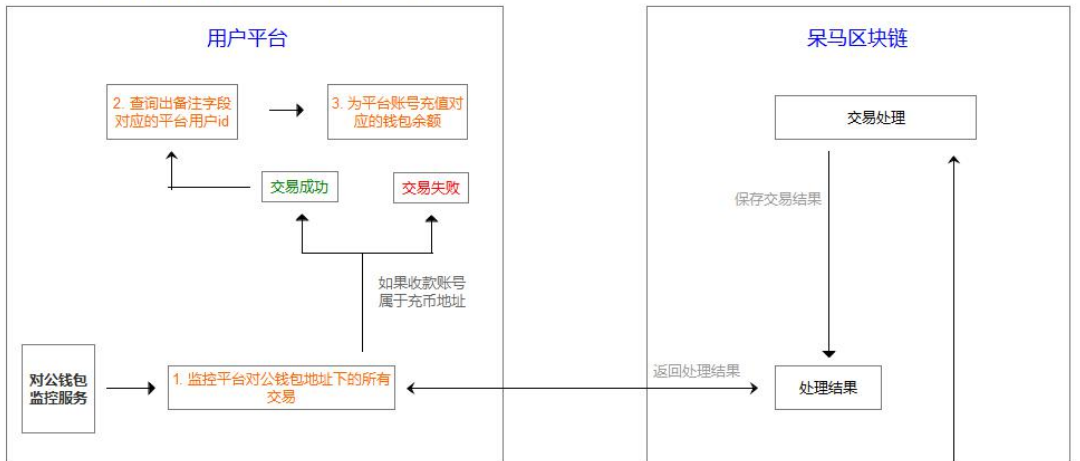 用户平台
呆马区块链
2. 查询出备注字段
对应的平台用户id
3. 为平台账号充值对
应的钱包余额
交易处理
交易成功
交易失败
保存交易结果
如果收款账号
属于充币地址
对公钱包
监控服务
1. 监控平台对公钱包地址下的所有
交易
返回处理结果
处理结果